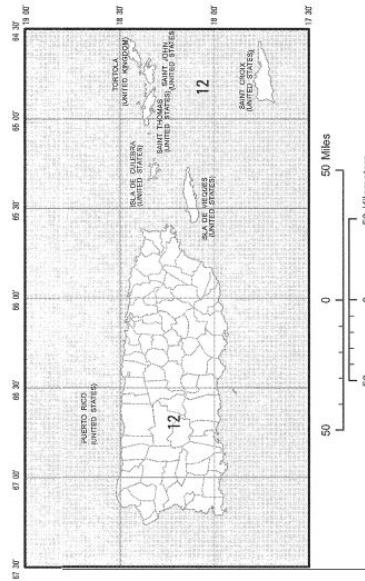 19 00'
18 30'
18 00'
17 30'
67 30'
67 00'
66 30'
66 00'
65 30'
65 00'
64 30'
PUERTO RICO
(UNITED STATES)
12
ISLA DE CULEBRA
(UNITED STATES)
ISLA DE VIEQUES
(UNITED STATES)
TORTOLA
(UNITED KINGDOM)
SAINT THOMAS
(UNITED STATES)
SAINT JOHN
(UNITED STATES)
12
SAINT CROIX
(UNITED STATES)
50 0 50 Miles
50 0 50 Kilometers